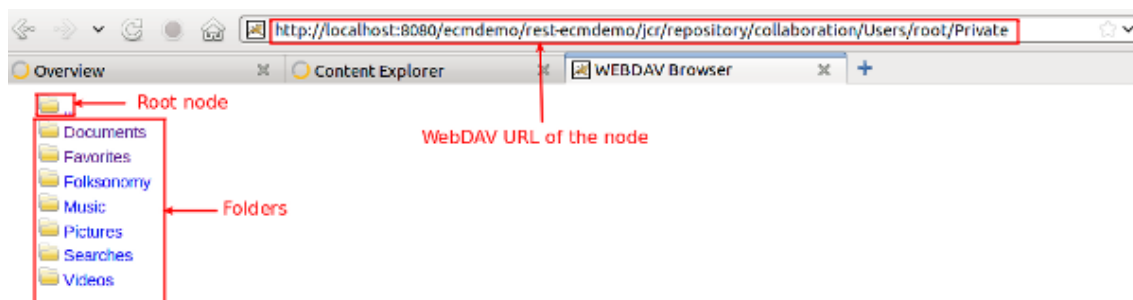 http://localhost:8080/ecmdemo/rest-ecmdemo/jcr/repository/collaboration/Users/root/Private
Overview Content Explorer WEBDAV Browser
.. Root node
Documents
WebDAV URL of the node
Favorites
Folksonomy
Music
Folders
Pictures
Searches
Videos